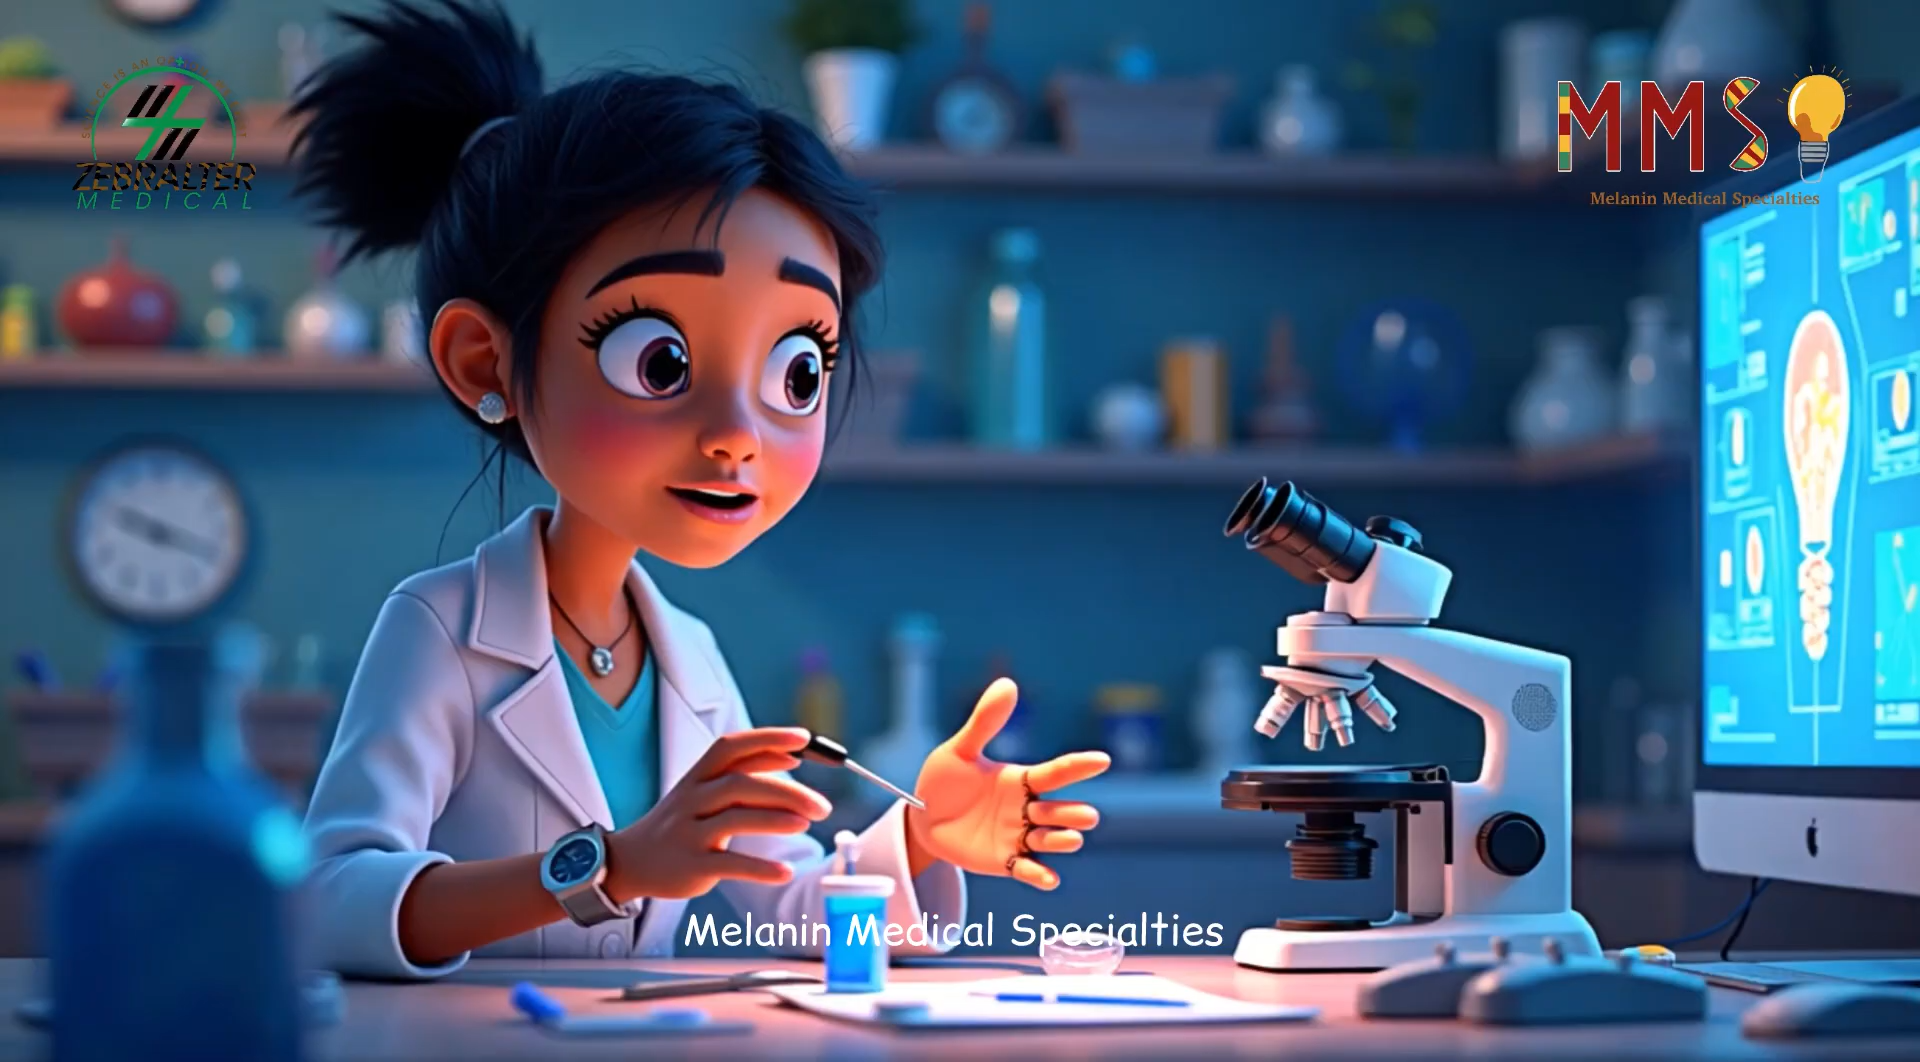 ZEBRALTER
MEDICAL
MMS
Melanin Medical Specialties
Melanin Medical Specialties